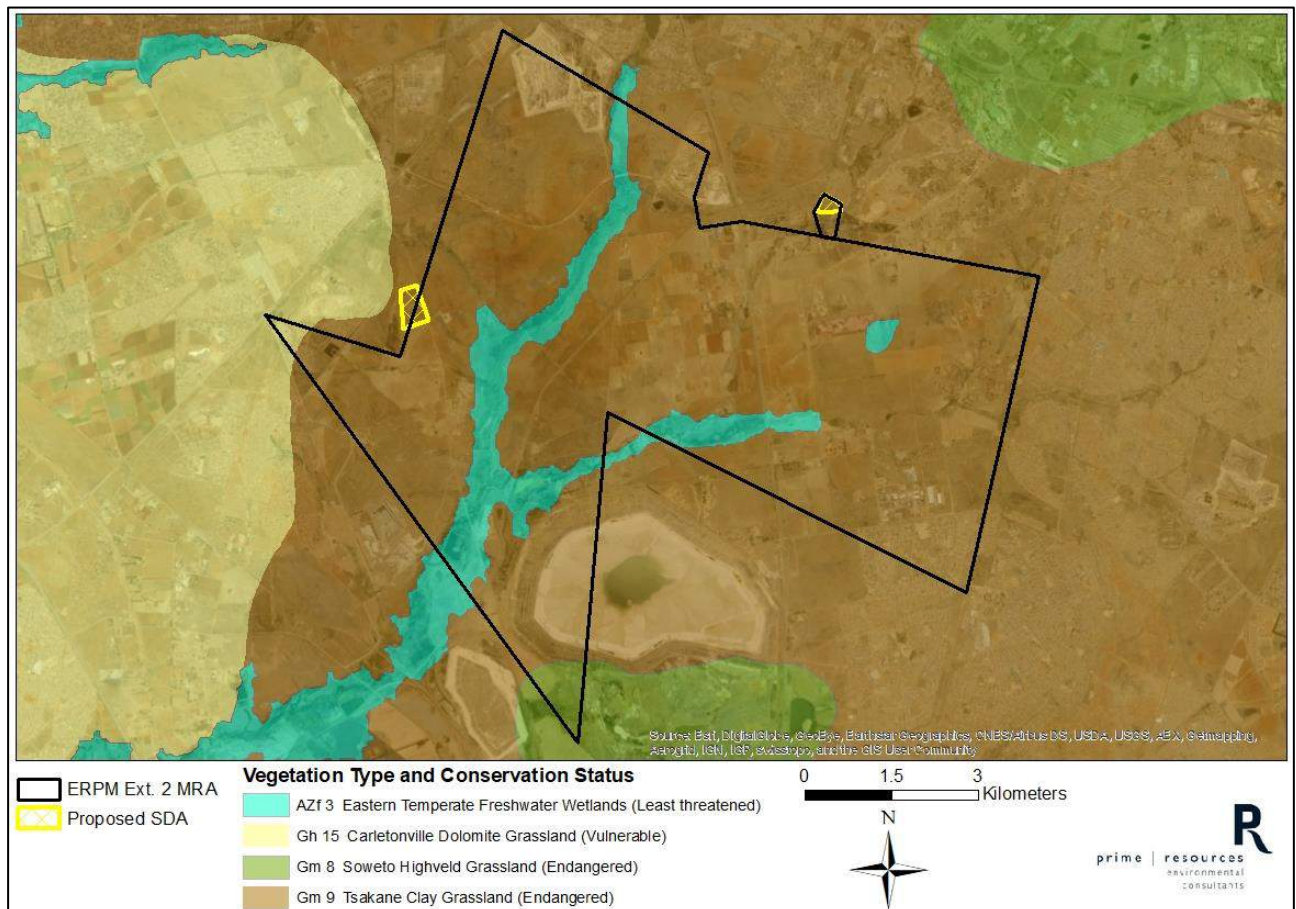 Source: Esri, DigitalGlobe, GeoEye, Earthstar Geographics, CNES/Airbus DS, USDA, USGS, AEX, Getmapping,
Aerogrid, IGN, IGP, swisstopo, and the GIS User Community
ERPM Ext. 2 MRA
Proposed SDA
Vegetation Type and Conservation Status
AZf 3 Eastern Temperate Freshwater Wetlands (Least threatened)
Gh 15 Carletonville Dolomite Grassland (Vulnerable)
Gm 8 Soweto Highveld Grassland (Endangered)
Gm 9 Tsakane Clay Grassland (Endangered)
0 1.5 3
Kilometers
N
R
prime | resources
environmental
consultants